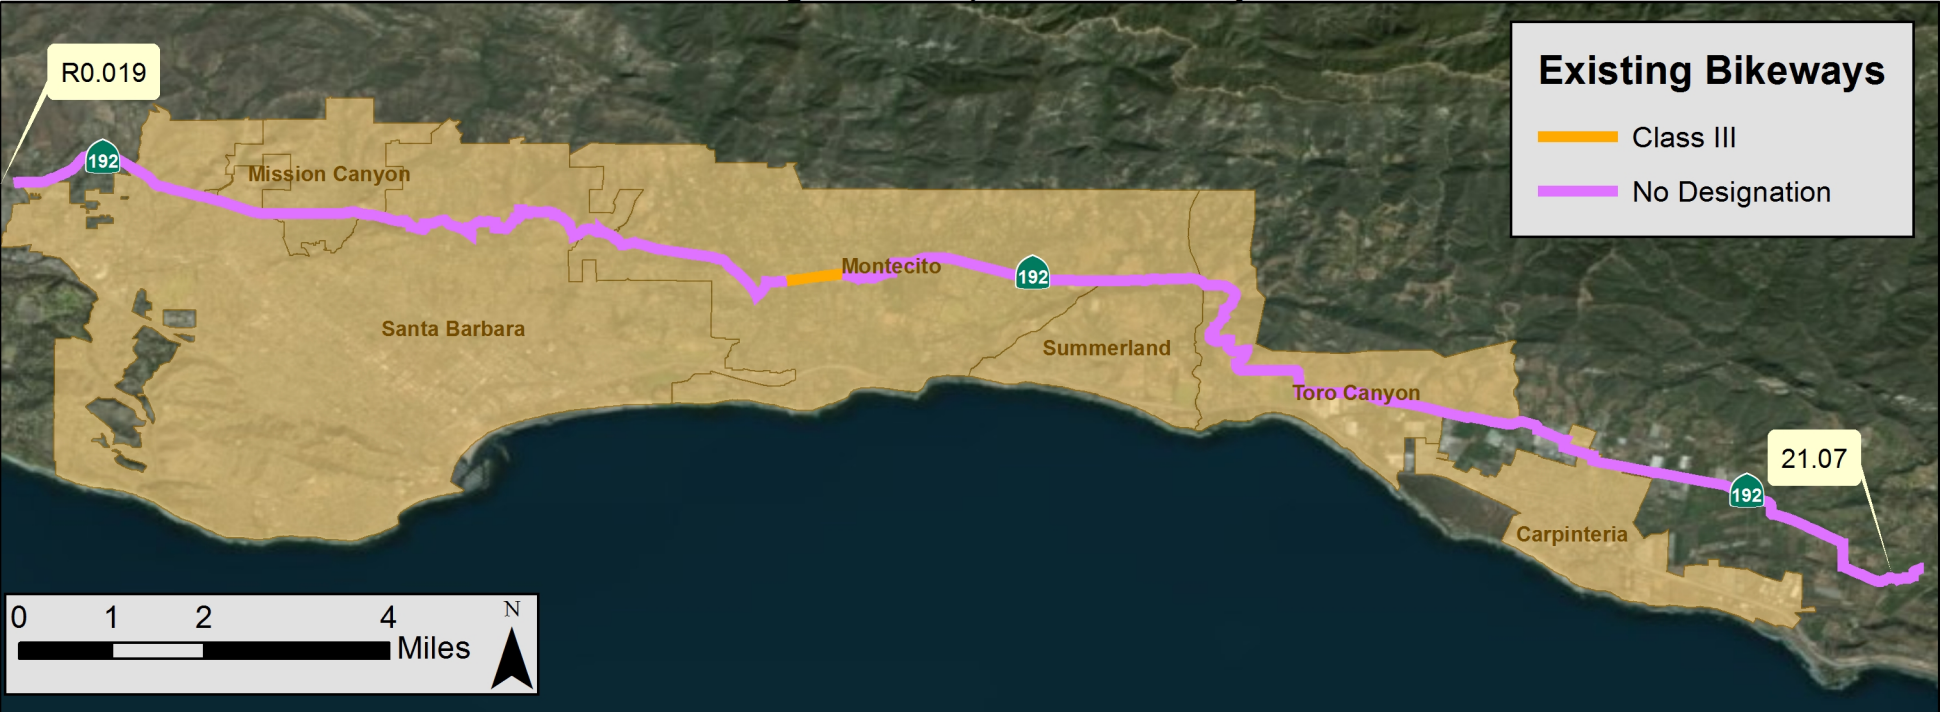 R0.019
192
Mission Canyon
Existing Bikeways
Class III
No Designation
Montecito
192
Santa Barbara
Summerland
Toro Canyon
21.07
192
Carpinteria
0 1 2 4
Miles
N